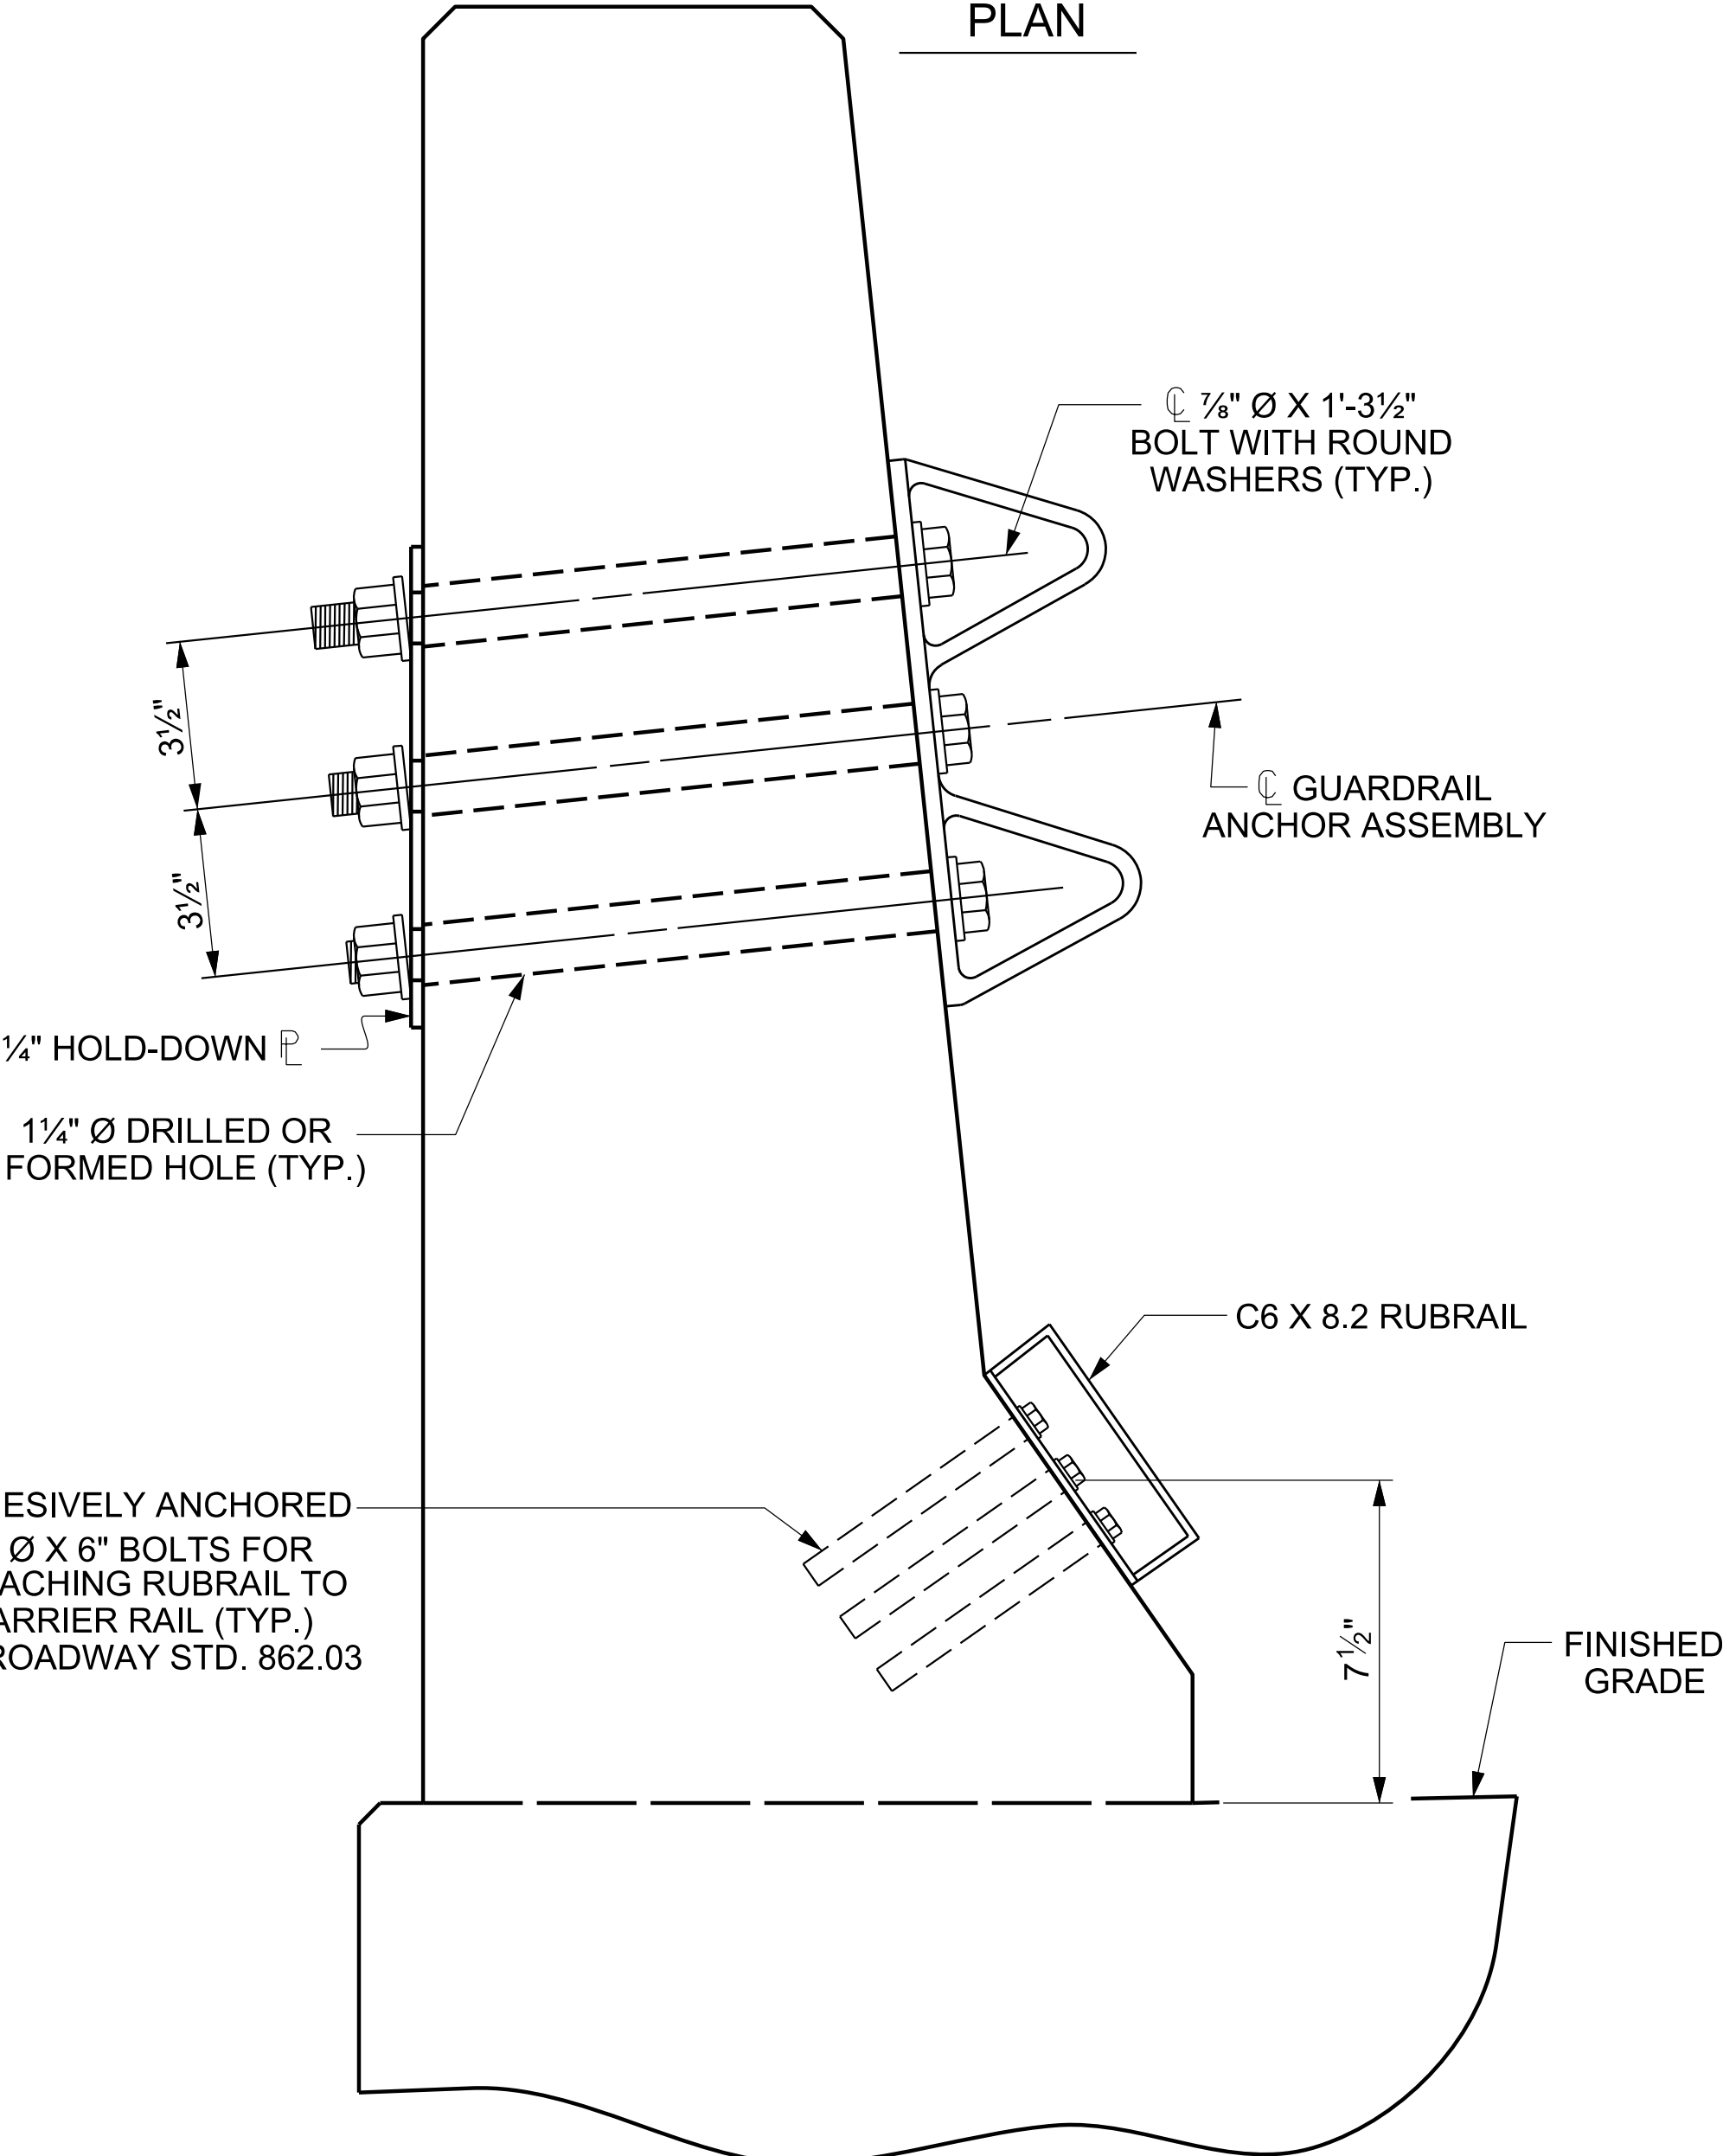 PLAN
℄ ⅞" Ø X 1'-3½"
BOLT WITH ROUND
WASHERS (TYP.)
3½"
℄ GUARDRAIL
ANCHOR ASSEMBLY
3½"
¼" HOLD-DOWN ⅊
1¼" Ø DRILLED OR
FORMED HOLE (TYP.)
C6 X 8.2 RUBRAIL
ESIVELY ANCHORED
Ø X 6" BOLTS FOR
ACHING RUBRAIL TO
ARRIER RAIL (TYP.)
ROADWAY STD. 862.03
7½"
FINISHED
GRADE